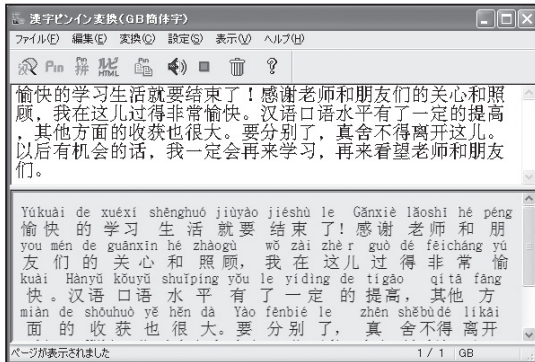 漢字ピンイン変換(GB簡体字)
ファイル(F) 編集(E) 変換(C) 設定(S) 表示(V) ヘルプ(H)
Pin 拼 ルビ HTML
愉快的学习生活就要结束了！感谢老师和朋友们的关心和照
顾，我在这儿过得非常愉快。汉语口语水平有了一定的提高
，其他方面的收获也很大。要分别了，真舍不得离开这儿。
以后有机会的话，我一定会再来学习，再来看望老师和朋友
们。
Yúkuài de xuéxí shēnghuó jiùyào jiéshù le Gǎnxiè lǎoshī hé péng
愉快 的 学习 生活 就要 结束 了！感谢 老师 和 朋
you mén de guānxīn hé zhàogù wǒ zài zhè r guò dé fēicháng yú
友 们 的 关心 和 照顾， 我 在 这儿 过 得 非常 愉
kuài Hànyǔ kǒuyǔ shuǐpíng yǒu le yídìng de tígāo qí tā fāng
快。汉语 口语 水平 有 了 一定 的 提高， 其他 方
miàn de shōuhuò yě hěn dà Yào fēnbié le zhēn shěbùdé líkāi
面 的 收获 也 很 大。要 分别 了， 真 舍不得 离开
ページが表示されました 1 / 1 GB